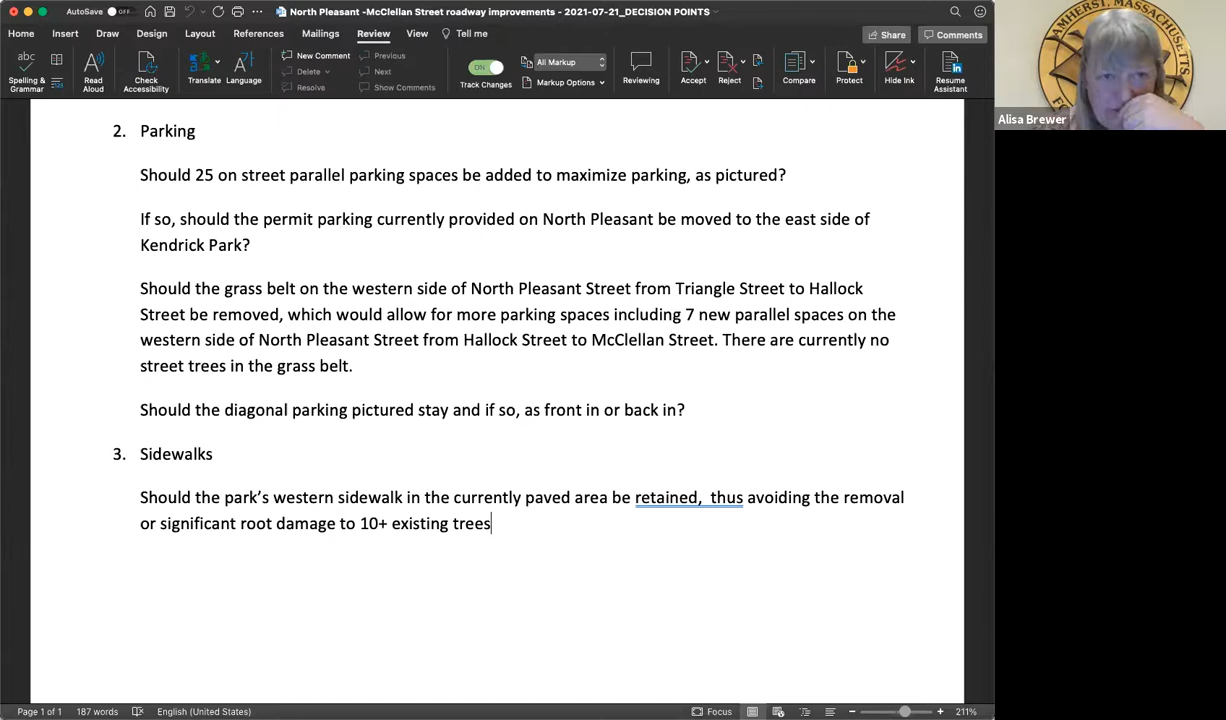 AutoSave OFF North Pleasant -McClellan Street roadway improvements - 2021-07-21_DECISION POINTS
Home Insert Draw Design Layout References Mailings Review View Tell me Share Comments
abc Spelling & Grammar
Read Aloud
Check Accessibility
Translate
Language
New Comment
Delete
Resolve
Previous
Next
Show Comments
ON
Track Changes
All Markup
Markup Options
Reviewing
Accept
Reject
Compare
Protect
Hide Ink
Resume Assistant
AMHERST, MASSACHUSETTS
Alisa Brewer
2. Parking
Should 25 on street parallel parking spaces be added to maximize parking, as pictured?
If so, should the permit parking currently provided on North Pleasant be moved to the east side of
Kendrick Park?
Should the grass belt on the western side of North Pleasant Street from Triangle Street to Hallock
Street be removed, which would allow for more parking spaces including 7 new parallel spaces on the
western side of North Pleasant Street from Hallock Street to McClellan Street. There are currently no
street trees in the grass belt.
Should the diagonal parking pictured stay and if so, as front in or back in?
3. Sidewalks
Should the park’s western sidewalk in the currently paved area be retained,  thus avoiding the removal
or significant root damage to 10+ existing trees
Page 1 of 1 187 words English (United States) Focus 211%